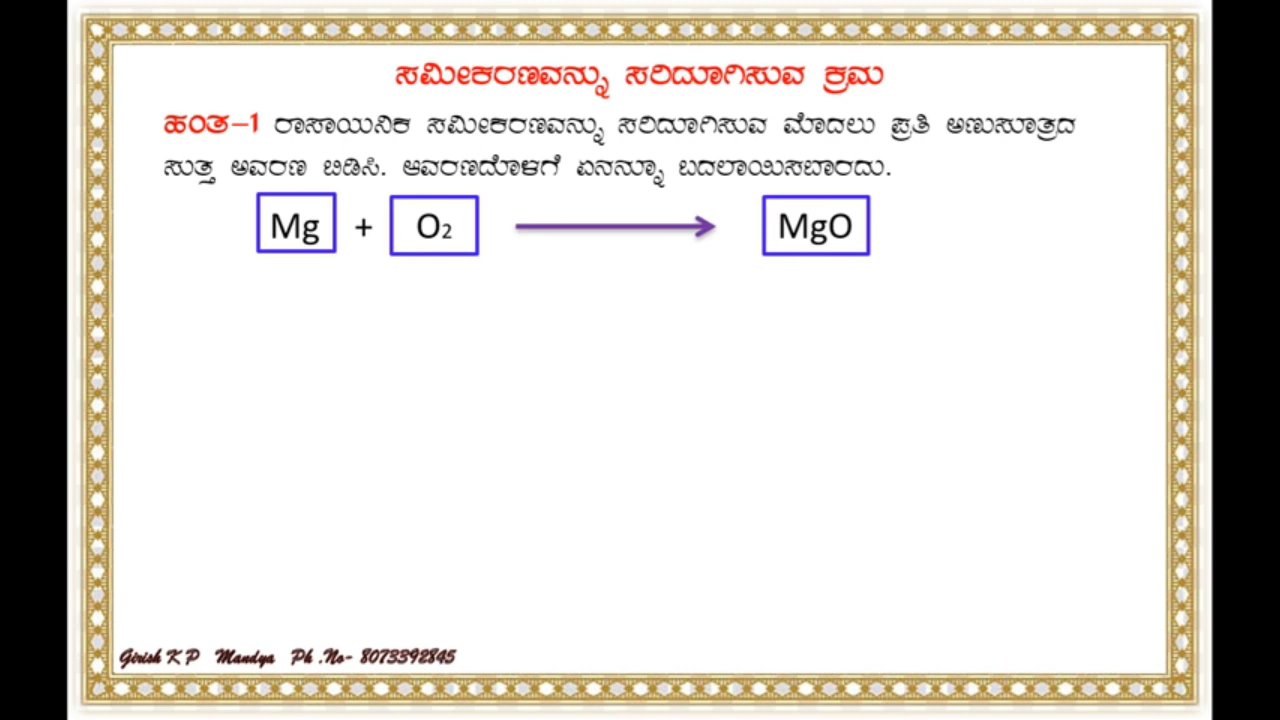 ಸಮೀಕರಣವನ್ನು ಸರಿದೂಗಿಸುವ ಕ್ರಮ
ಹಂತ–1 ರಾಸಾಯನಿಕ ಸಮೀಕರಣವನ್ನು ಸರಿದೂಗಿಸುವ ಮೊದಲು ಪ್ರತಿ ಅಣುಸೂತ್ರದ
ಸುತ್ತ ಅವರಣ ಬಿಡಿಸಿ. ಆವರಣದೊಳಗೆ ಏನನ್ನೂ ಬದಲಾಯಿಸಬಾರದು.
Mg + O₂ ⟶ MgO
Girish K P Mandya Ph .No- 8073392845